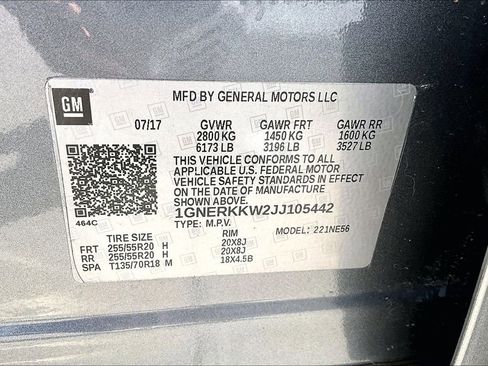 GM
MFD BY GENERAL MOTORS LLC
07/17 GVWR GAWR FRT GAWR RR
2800 KG 1450 KG 1600 KG
6173 LB 3196 LB 3527 LB
THIS VEHICLE CONFORMS TO ALL
APPLICABLE U.S. FEDERAL MOTOR
VEHICLE SAFETY STANDARDS IN
EFFECT ON THE DATE OF
MANUFACTURE SHOWN ABOVE.
1GNERKKW2JJ105442
464C TYPE: M.P.V. MODEL: 221NE56
TIRE SIZE RIM
FRT 255/55R20 H 20X8J
RR 255/55R20 H 20X8J
SPA T135/70R18 M 18X4.5B